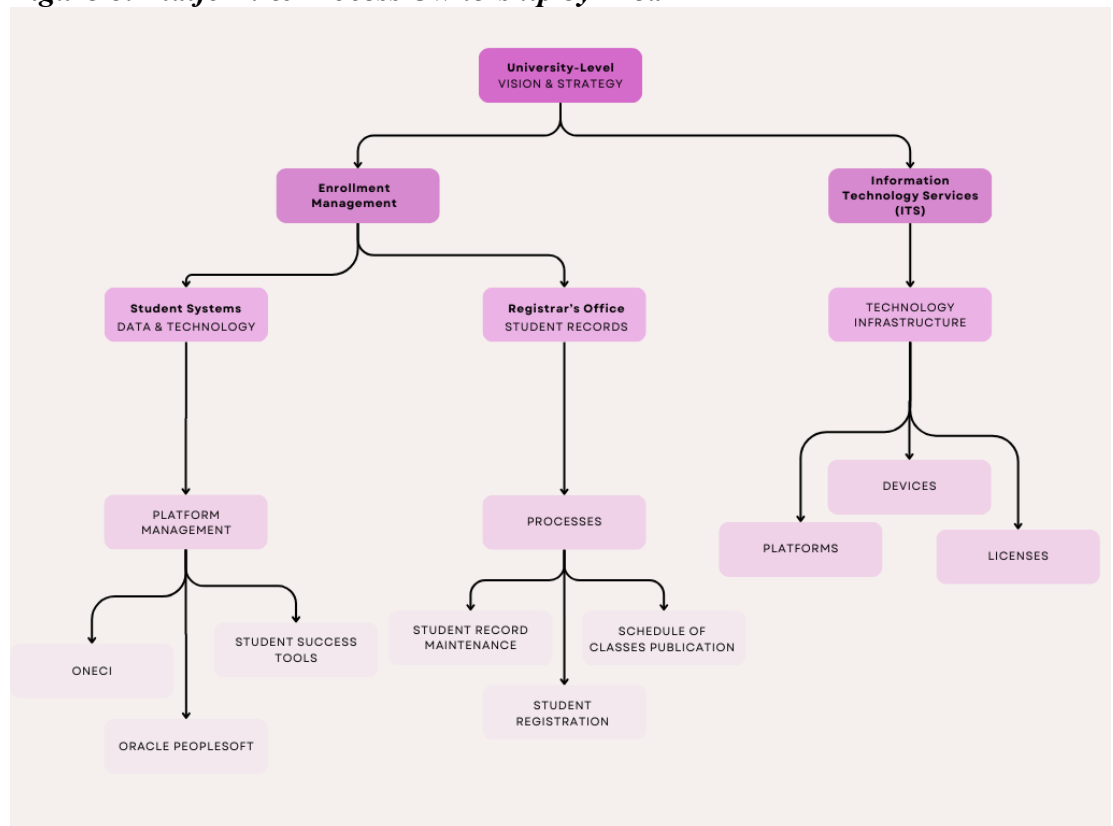 University-Level
VISION & STRATEGY
Enrollment
Management
Information
Technology Services
(ITS)
Student Systems
DATA & TECHNOLOGY
Registrar's Office
STUDENT RECORDS
TECHNOLOGY
INFRASTRUCTURE
PLATFORM
MANAGEMENT
PROCESSES
DEVICES
PLATFORMS
LICENSES
ONECI
STUDENT SUCCESS
TOOLS
ORACLE PEOPLESOFT
STUDENT RECORD
MAINTENANCE
SCHEDULE OF
CLASSES PUBLICATION
STUDENT
REGISTRATION